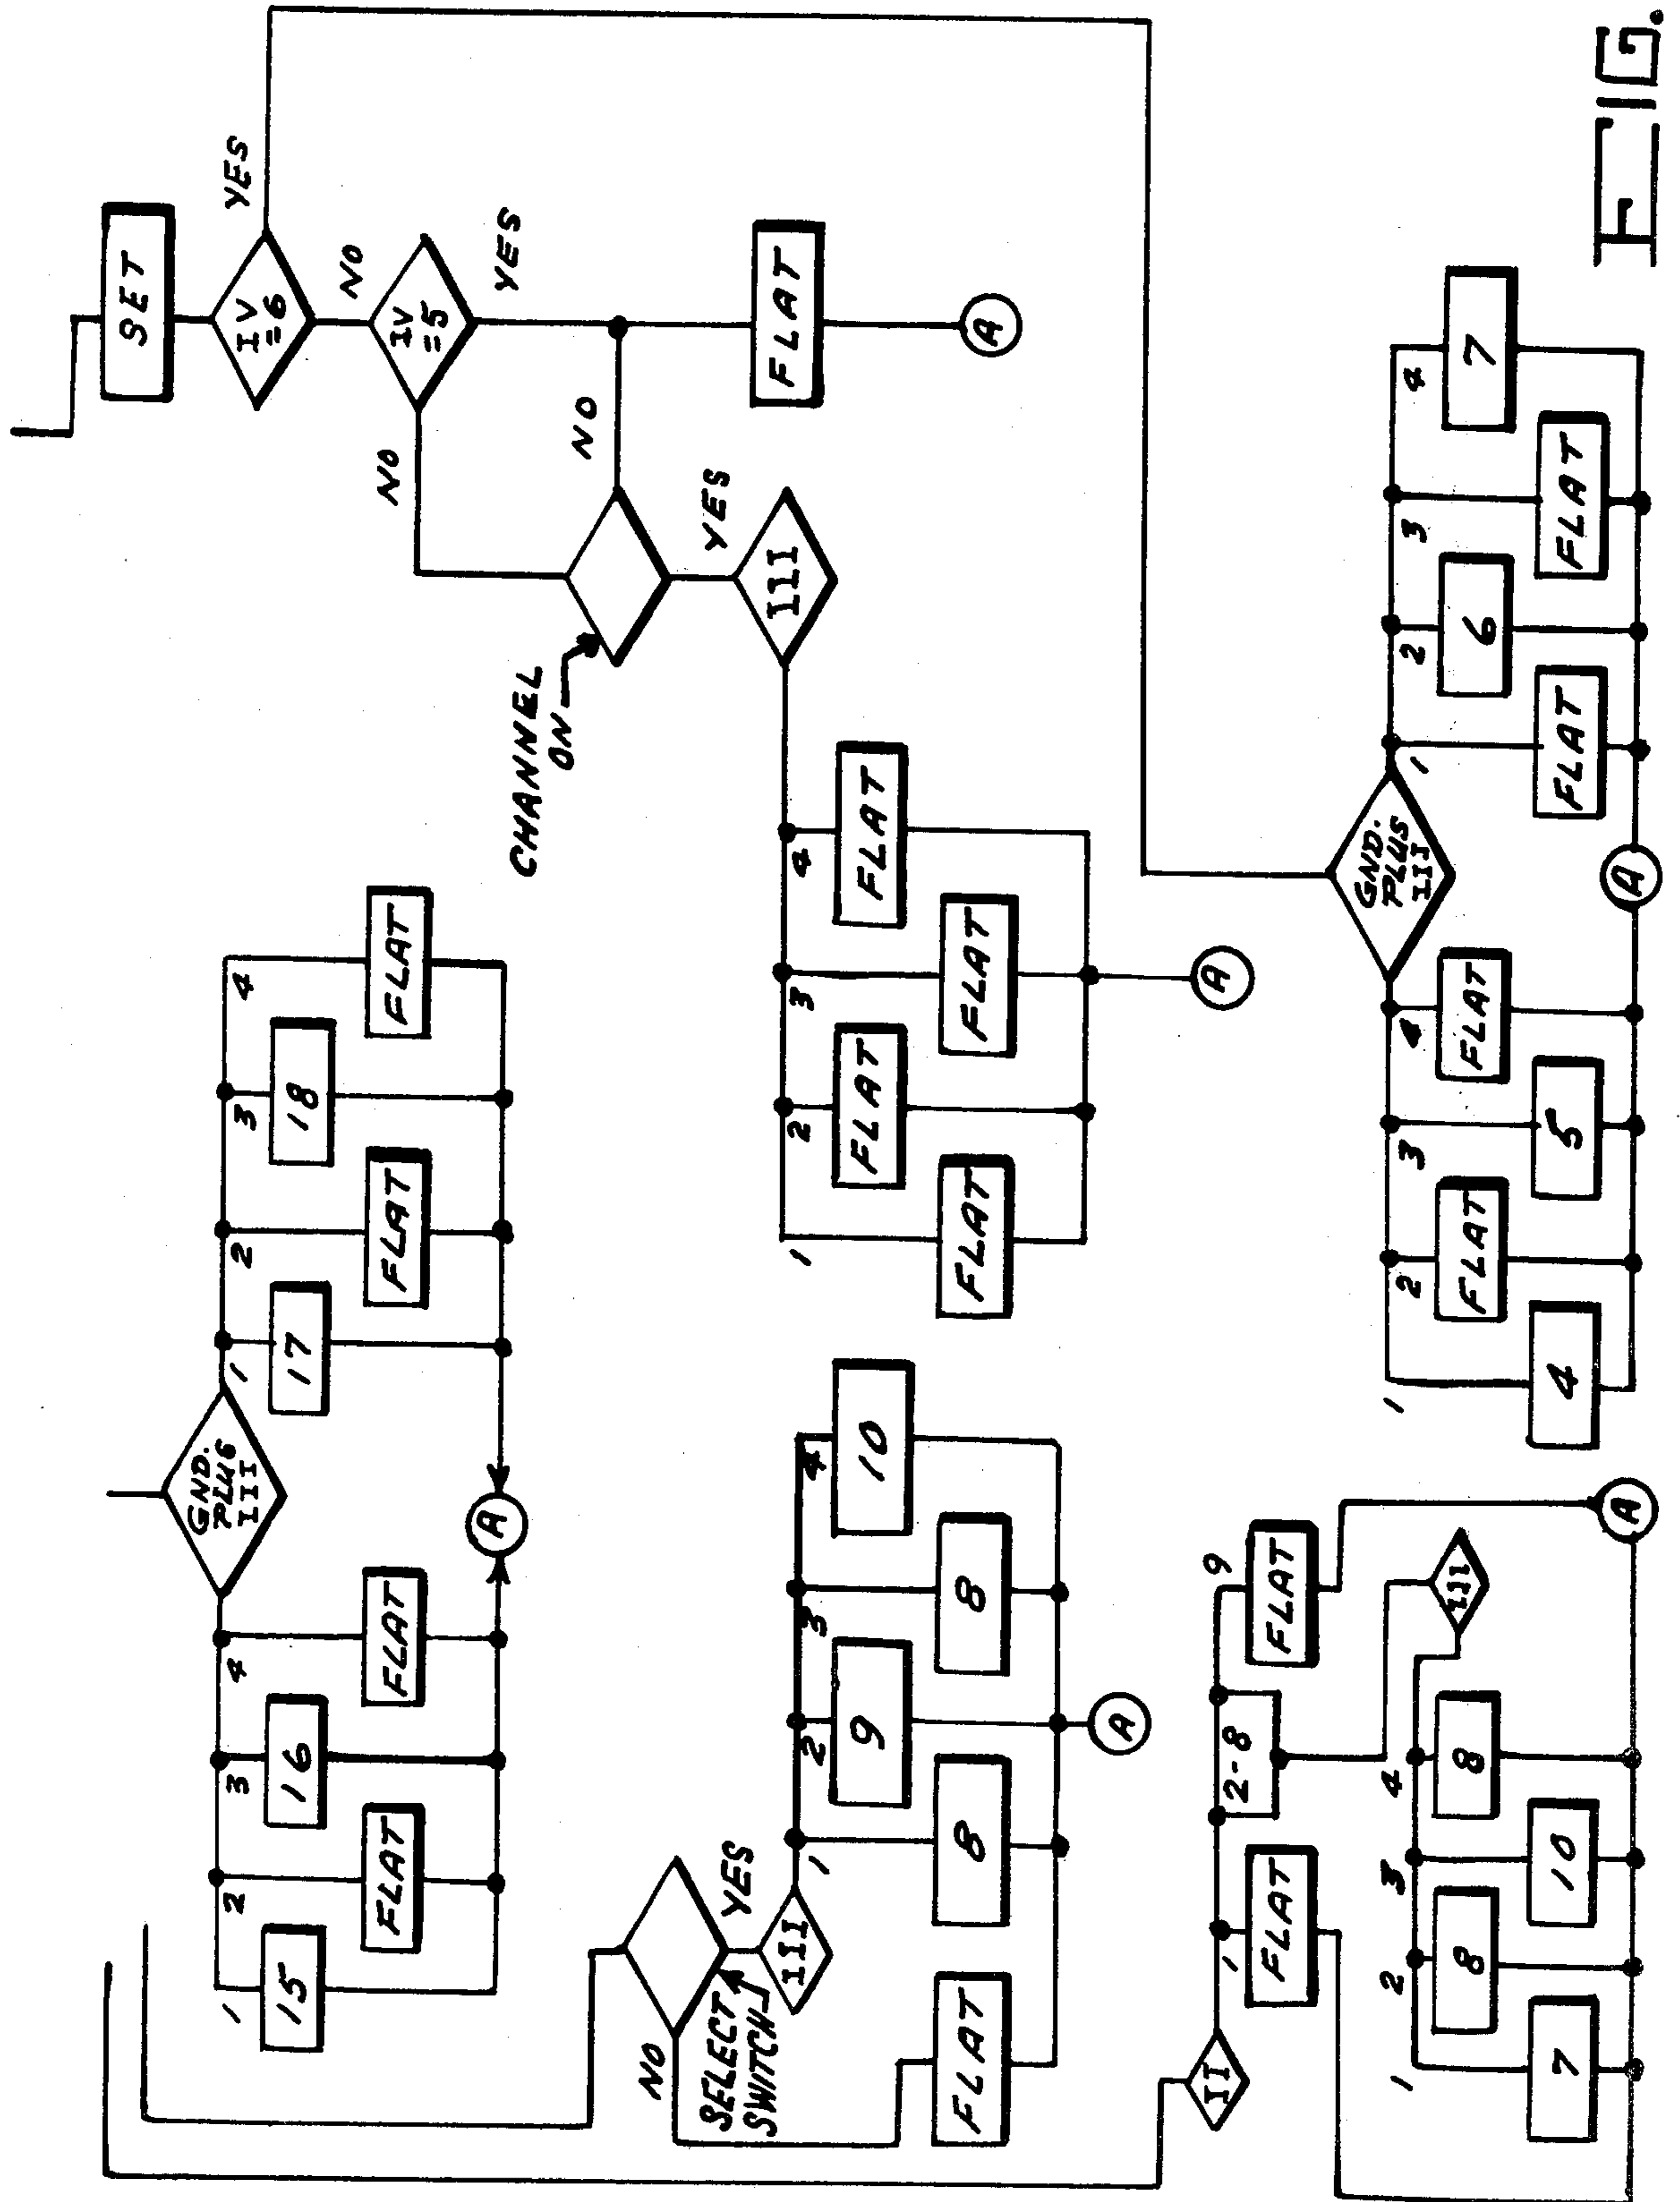 SET
GND.
PLUG
III
1
2
3
4
1
2
3
4
15
16
17
18
FLAT
FLAT
FLAT
FLAT
IV
=6
YES
NO
IV
=5
NO
YES
CHANNEL
ON
NO
YES
FLAT
A
A
III
1
2
3
4
FLAT
FLAT
FLAT
FLAT
A
NO
SELECT
SWITCH
YES
III
1
2
3
4
9
10
FLAT
8
8
A
II
1
2-8
9
FLAT
FLAT
III
1
2
3
4
8
8
7
10
A
GND.
PLUS
III
1
2
3
4
1
2
3
4
FLAT
FLAT
6
7
4
5
FLAT
FLAT
A
FIG.